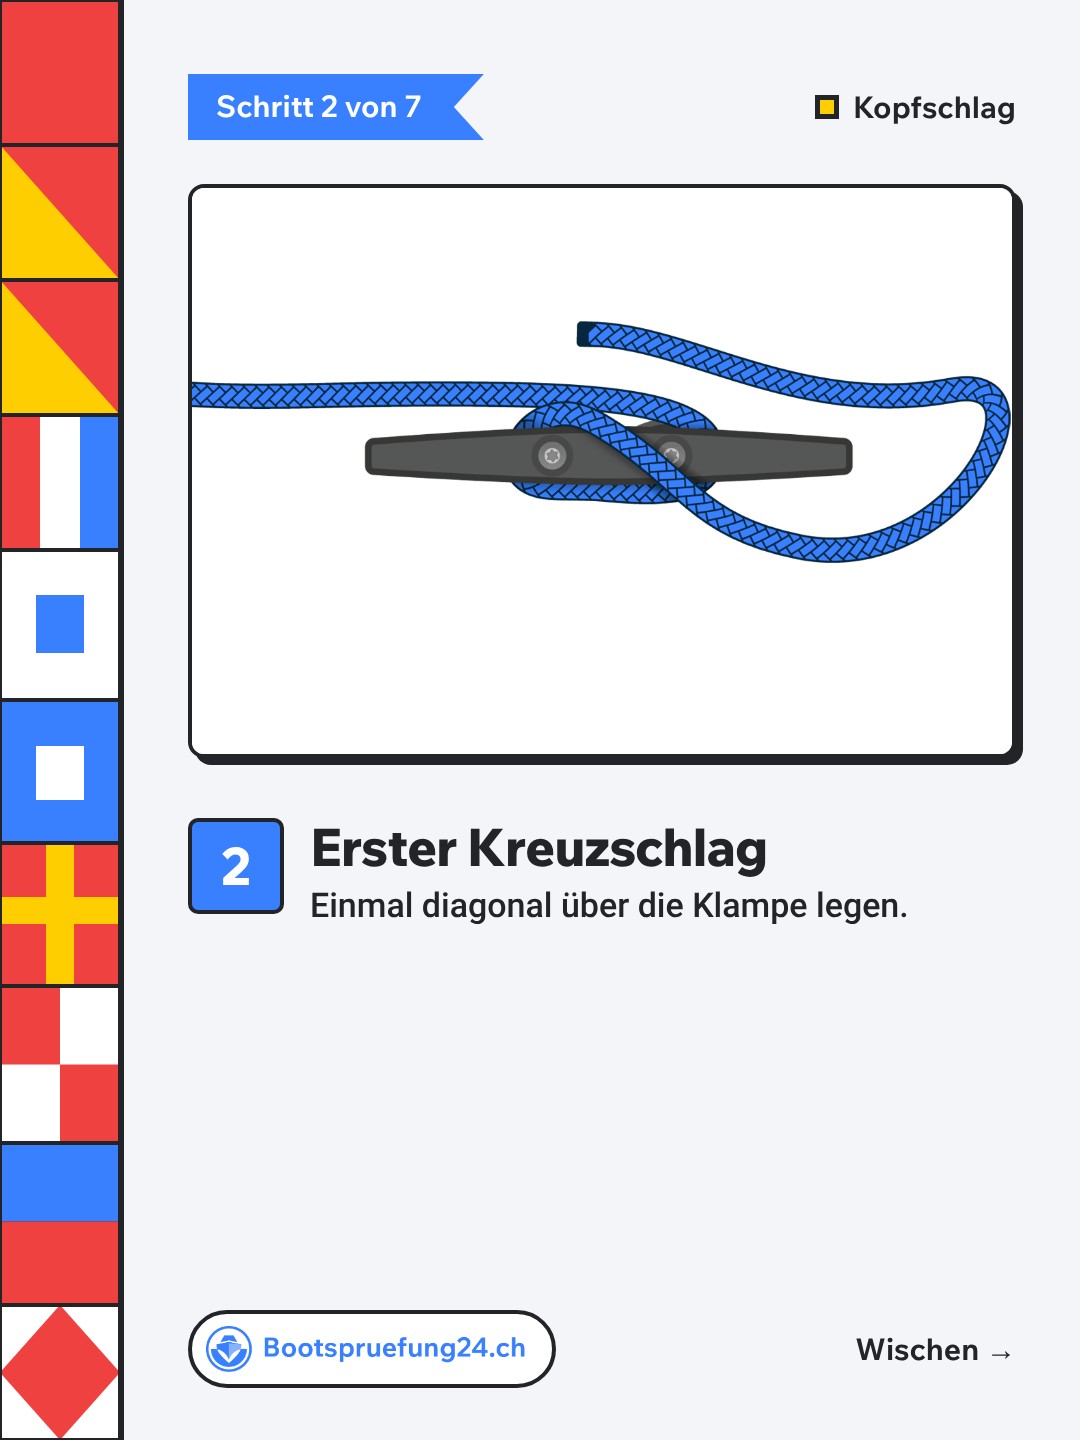 Schritt 2 von 7
Kopfschlag
2
Erster Kreuzschlag
Einmal diagonal über die Klampe legen.
Bootspruefung24.ch
Wischen →